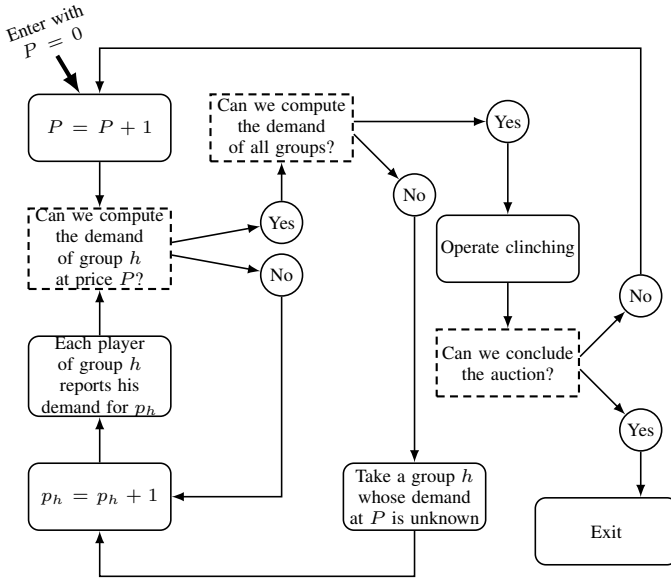 Enter with
P = 0
P = P + 1
Can we compute
the demand
of all groups?
Yes
No
Can we compute
the demand
of group h
at price P?
Yes
No
Operate clinching
No
Each player
of group h
reports his
demand for p_h
Can we conclude
the auction?
Yes
p_h = p_h + 1
Take a group h
whose demand
at P is unknown
Exit